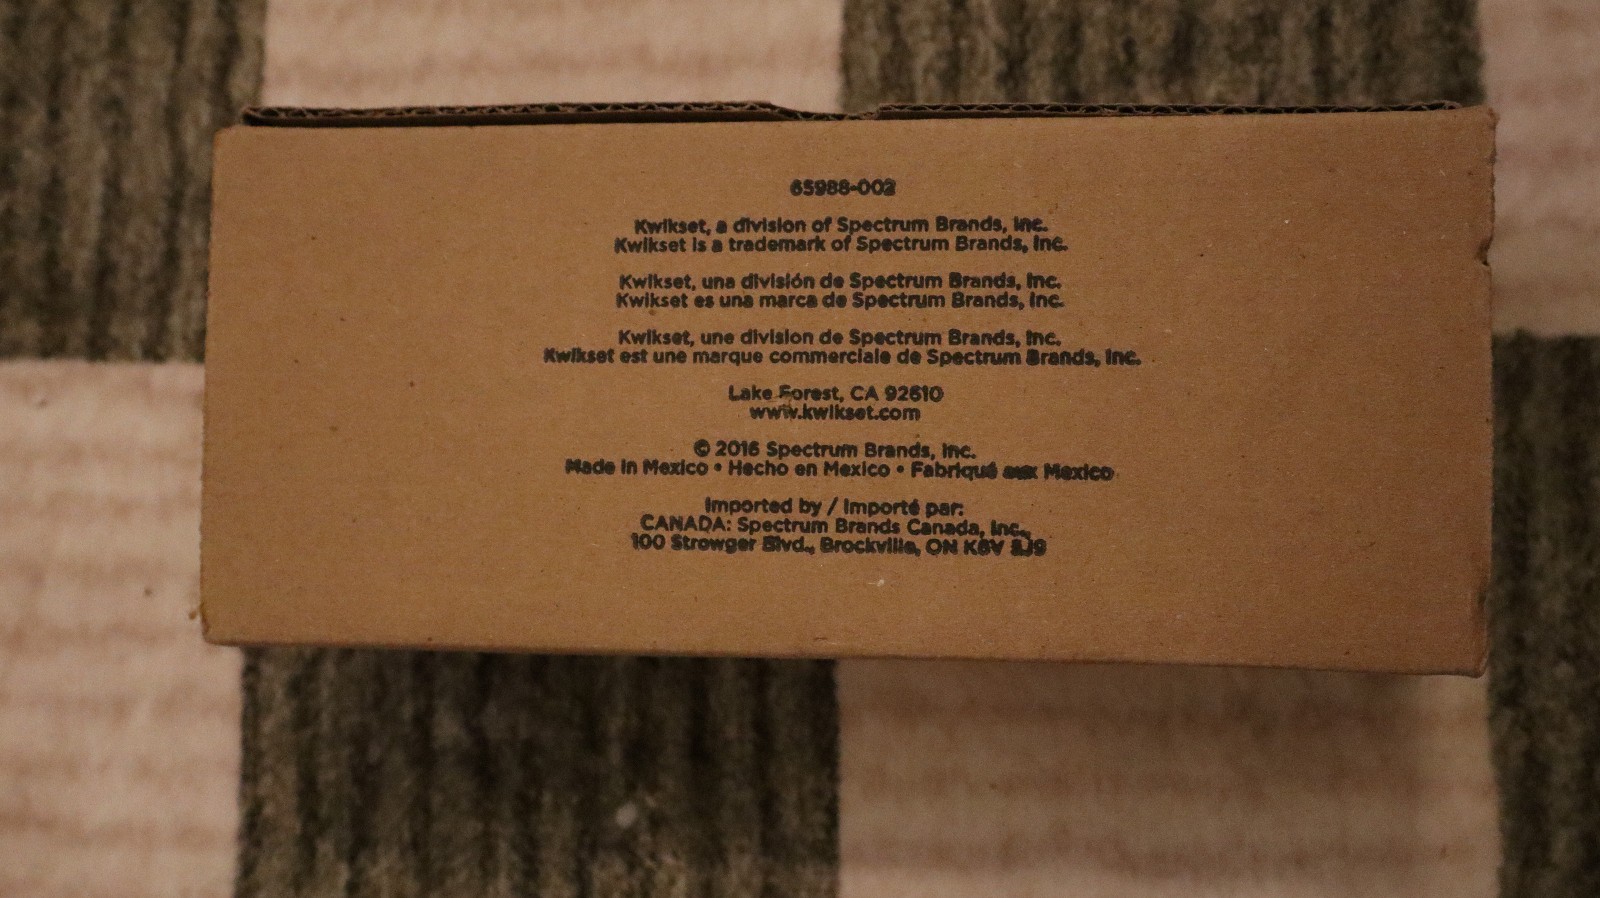 65988-002
Kwikset, a division of Spectrum Brands, Inc.
Kwikset is a trademark of Spectrum Brands, Inc.
Kwikset, una división de Spectrum Brands, Inc.
Kwikset es una marca de Spectrum Brands, Inc.
Kwikset, une division de Spectrum Brands, Inc.
Kwikset est une marque commerciale de Spectrum Brands, Inc.
Lake Forest, CA 92610
www.kwikset.com
© 2016 Spectrum Brands, Inc.
Made in Mexico • Hecho en Mexico • Fabriqué aux Mexico
Imported by / Importé par:
CANADA: Spectrum Brands Canada, Inc.,
100 Strowger Blvd., Brockville, ON K6V 5J9